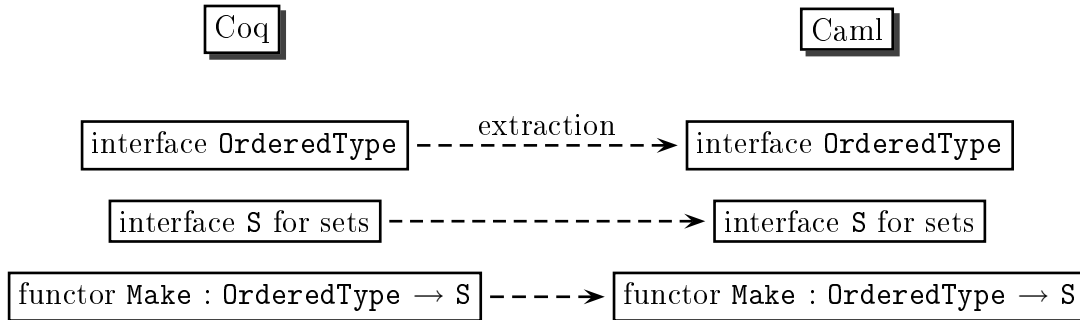 Coq Caml
extraction
interface OrderedType interface OrderedType
interface S for sets interface S for sets
functor Make : OrderedType → S functor Make : OrderedType → S